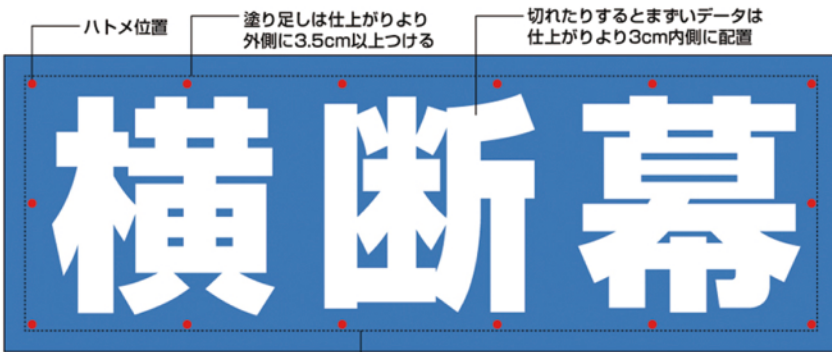 ハトメ位置
塗り足しは仕上がりより
外側に3.5cm以上つける
切れたりするとまずいデータは
仕上がりより3cm内側に配置
横断幕